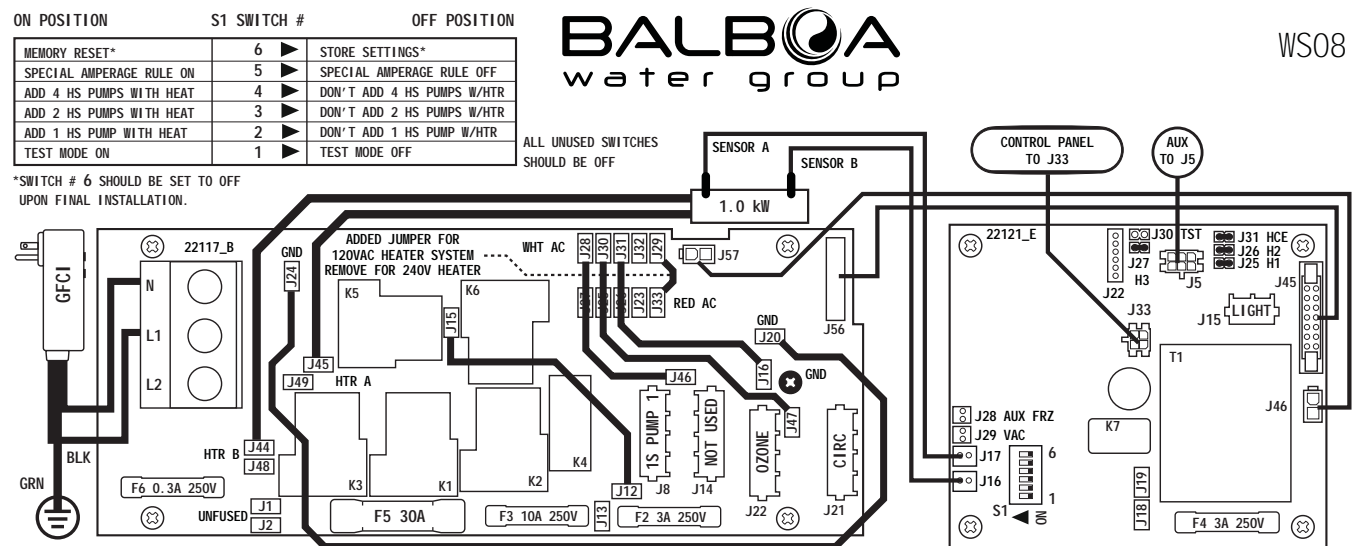 ON POSITION S1 SWITCH # OFF POSITION
MEMORY RESET* 6 STORE SETTINGS*
SPECIAL AMPERAGE RULE ON 5 SPECIAL AMPERAGE RULE OFF
ADD 4 HS PUMPS WITH HEAT 4 DON'T ADD 4 HS PUMPS W/HTR
ADD 2 HS PUMPS WITH HEAT 3 DON'T ADD 2 HS PUMPS W/HTR
ADD 1 HS PUMP WITH HEAT 2 DON'T ADD 1 HS PUMP W/HTR
TEST MODE ON 1 TEST MODE OFF
*SWITCH # 6 SHOULD BE SET TO OFF
UPON FINAL INSTALLATION.
ALL UNUSED SWITCHES
SHOULD BE OFF
BALBOA
water group
WS08
SENSOR A
SENSOR B
1.0 kW
CONTROL PANEL
TO J33
AUX
TO J5
GFCI
GRN
BLK
22117_B
N
L1
L2
GND
J24
ADDED JUMPER FOR
120VAC HEATER SYSTEM
REMOVE FOR 240V HEATER
WHT AC
J28
J30
J31
J32
J29
J57
J23
J33
RED AC
K5
K6
J15
J56
GND
J20
J45
J49
HTR A
J46
J16
GND
J47
HTR B
J44
J48
K3
K1
K2
K4
1S PUMP 1
J8
NOT USED
J14
OZONE
J22
CIRC
J21
J12
J13
F6 0.3A 250V
UNFUSED
J1
J2
F5 30A
F3 10A 250V
F2 3A 250V
22121_E
J30 TST
J27
H3
J22
J31 HCE
J26 H2
J25 H1
J5
J45
J33
J15
LIGHT
T1
J46
K7
J28 AUX FRZ
J29 VAC
J17
J16
6
1
S1
ON
J19
J18
F4 3A 250V